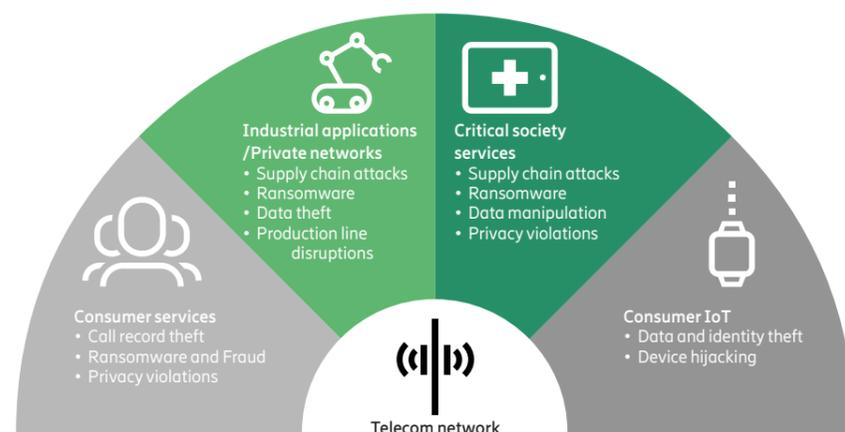 Industrial applications
/Private networks
• Supply chain attacks
• Ransomware
• Data theft
• Production line
disruptions
Critical society
services
• Supply chain attacks
• Ransomware
• Data manipulation
• Privacy violations
Consumer services
• Call record theft
• Ransomware and Fraud
• Privacy violations
Consumer IoT
• Data and identity theft
• Device hijacking
Telecom network